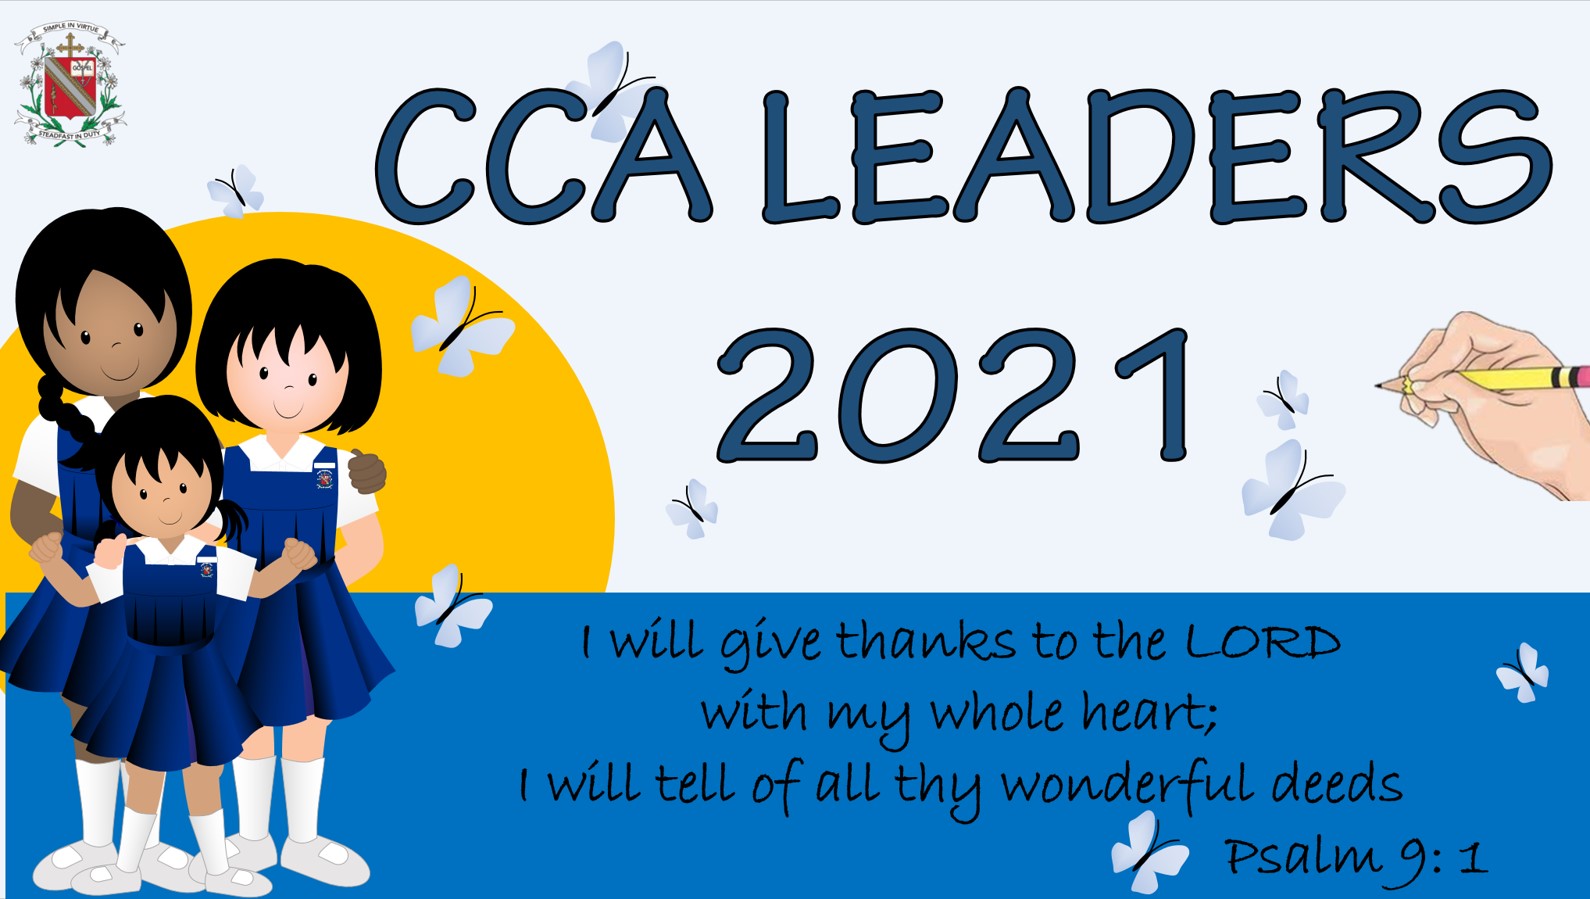 SIMPLE IN VIRTUE
GOSPEL
STEADFAST IN DUTY
CCA LEADERS
2021
I will give thanks to the LORD
with my whole heart;
I will tell of all thy wonderful deeds
Psalm 9: 1